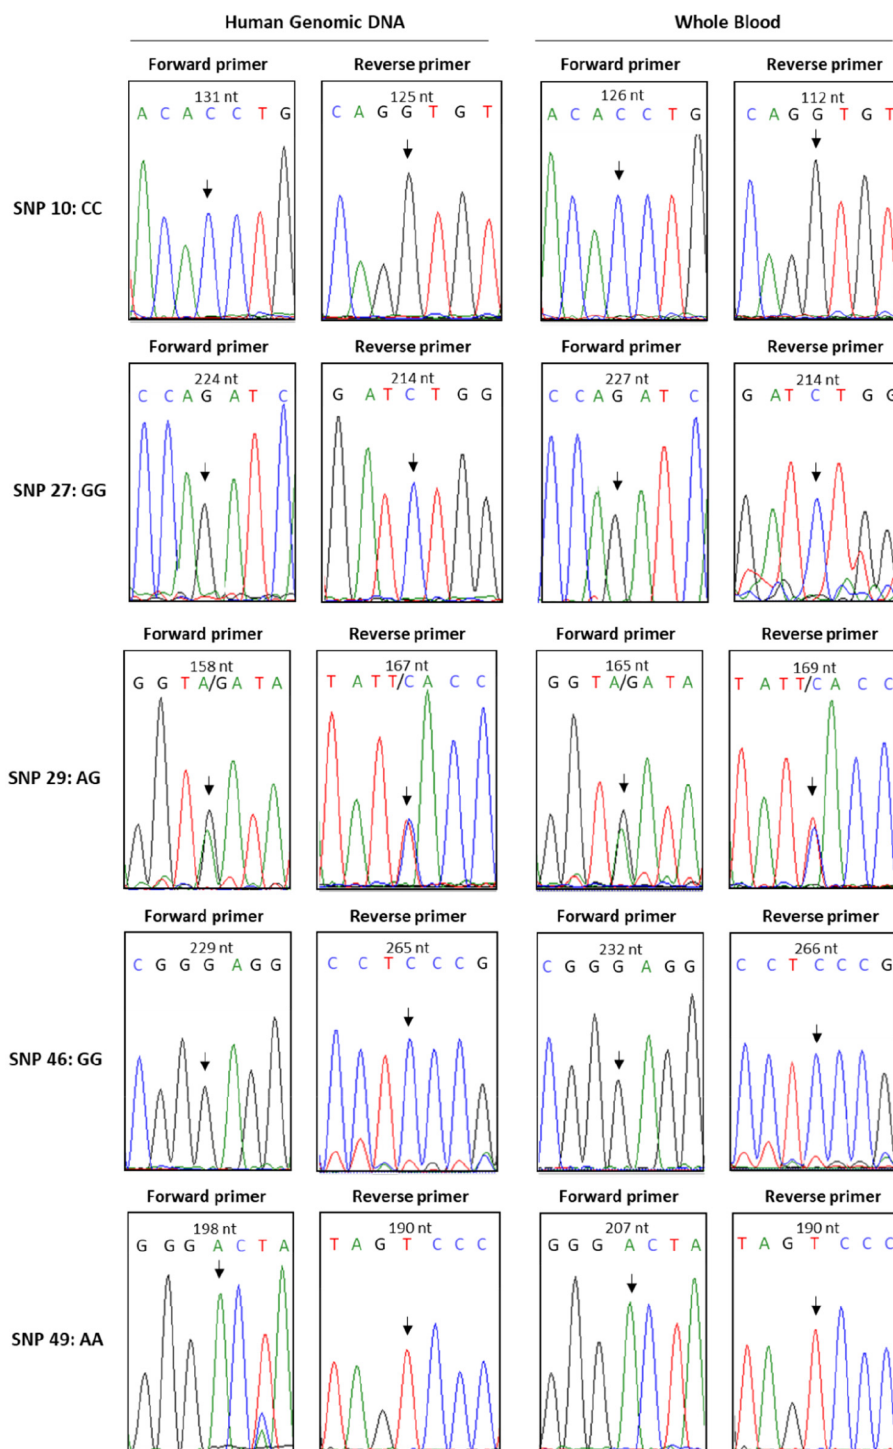 Human Genomic DNA Whole Blood
Forward primer Reverse primer Forward primer Reverse primer
131 nt 125 nt 126 nt 112 nt
A C A C C T G C A G G T G T A C A C C T G C A G G T G T
SNP 10: CC
Forward primer Reverse primer Forward primer Reverse primer
224 nt 214 nt 227 nt 214 nt
C C A G A T C G A T C T G G C C A G A T C G A T C T G G
SNP 27: GG
Forward primer Reverse primer Forward primer Reverse primer
158 nt 167 nt 165 nt 169 nt
G G T A/G A T A T A T T/C A C C G G T A/G A T A T A T T/C A C C
SNP 29: AG
Forward primer Reverse primer Forward primer Reverse primer
229 nt 265 nt 232 nt 266 nt
C G G G A G G C C T C C C G C G G G A G G C C T C C C G
SNP 46: GG
Forward primer Reverse primer Forward primer Reverse primer
198 nt 190 nt 207 nt 190 nt
G G G A C T A T A G T C C C G G G A C T A T A G T C C C
SNP 49: AA